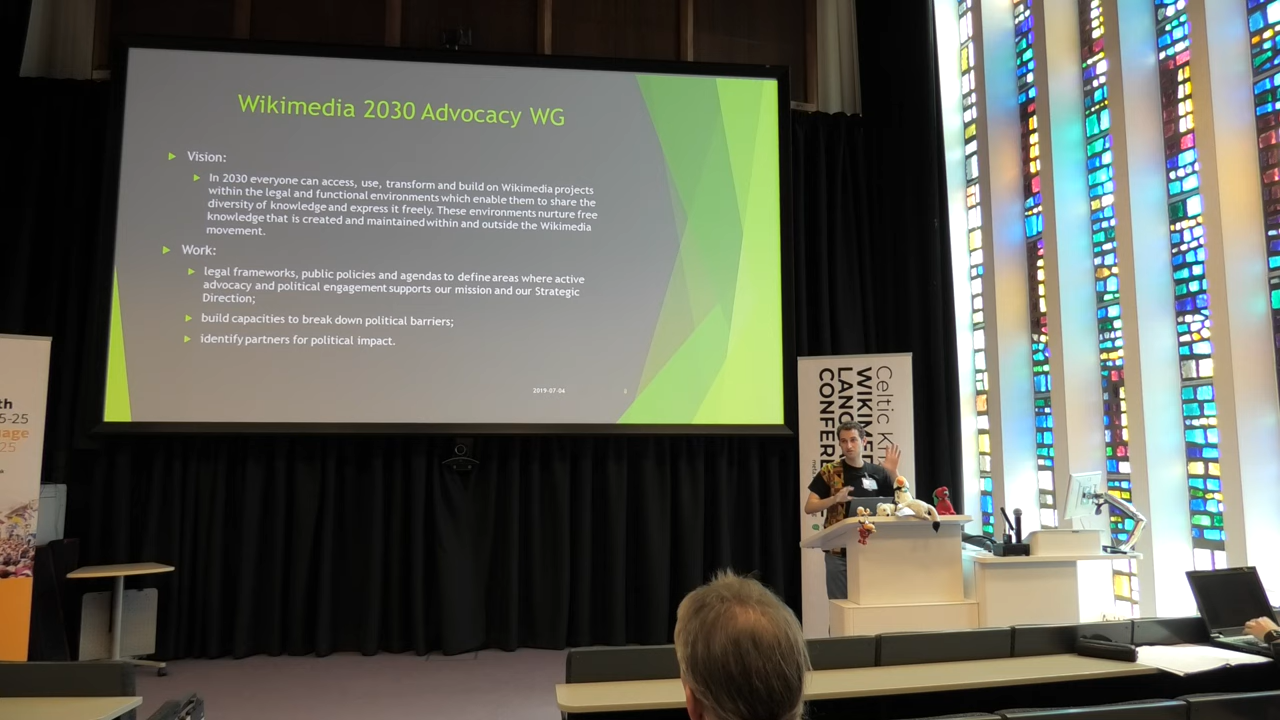 Wikimedia 2030 Advocacy WG
Vision:
In 2030 everyone can access, use, transform and build on Wikimedia projects
within the legal and functional environments which enable them to share the
diversity of knowledge and express it freely. These environments nurture free
knowledge that is created and maintained within and outside the Wikimedia
movement.
Work:
legal frameworks, public policies and agendas to define areas where active
advocacy and political engagement supports our mission and our Strategic
Direction;
build capacities to break down political barriers;
identify partners for political impact.
2019-07-04
th
5-25
age
-25
Celtic Kn
WIKIME
LANG
CONFER